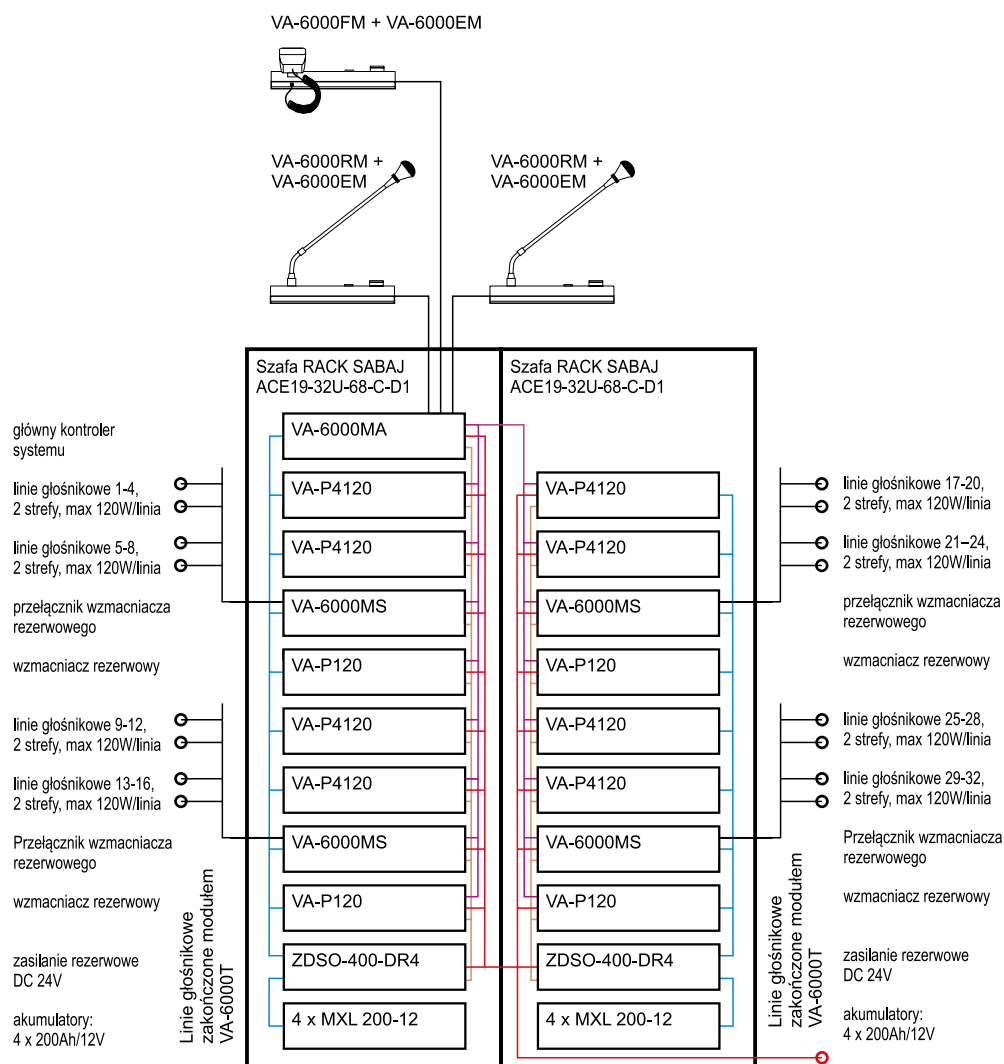 VA-6000FM + VA-6000EM
VA-6000RM +
VA-6000EM
VA-6000RM +
VA-6000EM
Szafa RACK SABAJ
ACE19-32U-68-C-D1
Szafa RACK SABAJ
ACE19-32U-68-C-D1
główny kontroler
systemu
linie głośnikowe 1-4,
2 strefy, max 120W/linia
linie głośnikowe 5-8,
2 strefy, max 120W/linia
przełącznik wzmacniacza
rezerwowego
wzmacniacz rezerwowy
linie głośnikowe 9-12,
2 strefy, max 120W/linia
linie głośnikowe 13-16,
2 strefy, max 120W/linia
Przełącznik wzmacniacza
rezerwowego
wzmacniacz rezerwowy
zasilanie rezerwowe
DC 24V
akumulatory:
4 x 200Ah/12V
Linie głośnikowe
zakończone modułem
VA-6000T
VA-6000MA
VA-P4120
VA-P4120
VA-6000MS
VA-P120
VA-P4120
VA-P4120
VA-6000MS
VA-P120
ZDSO-400-DR4
4 x MXL 200-12
VA-P4120
VA-P4120
VA-6000MS
VA-P120
VA-P4120
VA-P4120
VA-6000MS
VA-P120
ZDSO-400-DR4
4 x MXL 200-12
Linie głośnikowe
zakończone modułem
VA-6000T
linie głośnikowe 17-20,
2 strefy, max 120W/linia
linie głośnikowe 21–24,
2 strefy, max 120W/linia
przełącznik wzmacniacza
rezerwowego
wzmacniacz rezerwowy
linie głośnikowe 25-28,
2 strefy, max 120W/linia
linie głośnikowe 29-32,
2 strefy, max 120W/linia
Przełącznik wzmacniacza
rezerwowego
wzmacniacz rezerwowy
zasilanie rezerwowe
DC 24V
akumulatory:
4 x 200Ah/12V